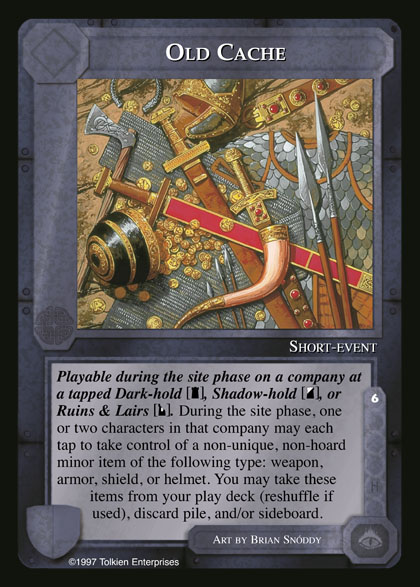 Old Cache
Short-event
Playable during the site phase on a company at
a tapped Dark-hold [], Shadow-hold [], or
Ruins & Lairs []. During the site phase, one
or two characters in that company may each
tap to take control of a non-unique, non-hoard
minor item of the following type: weapon,
armor, shield, or helmet. You may take these
items from your play deck (reshuffle if
used), discard pile, and/or sideboard.
6
H
Art by Brian Snóddy
©1997 Tolkien Enterprises